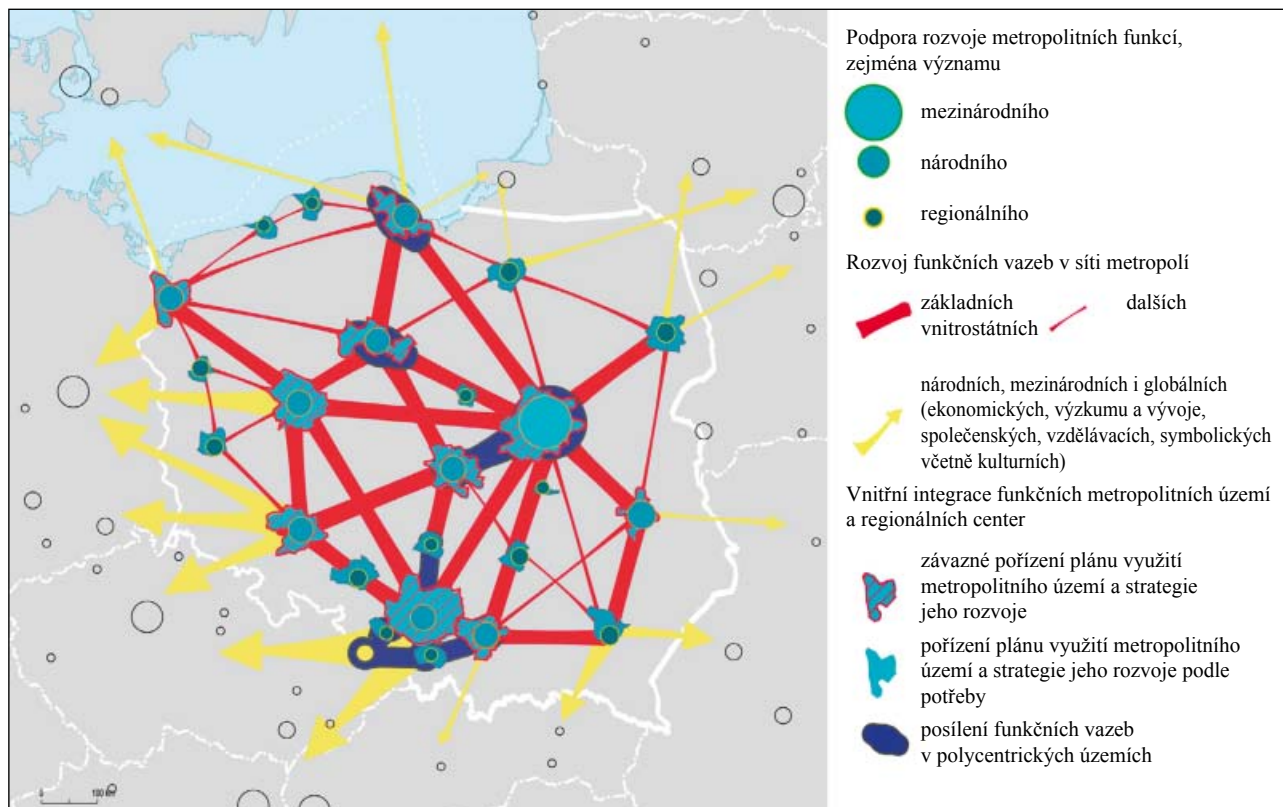 Podpora rozvoje metropolitních funkcí,
zejména významu
mezinárodního
národního
regionálního
Rozvoj funkčních vazeb v síti metropolí
základních
vnitrostátních
dalších
národních, mezinárodních i globálních
(ekonomických, výzkumu a vývoje,
společenských, vzdělávacích, symbolických
včetně kulturních)
Vnitřní integrace funkčních metropolitních území
a regionálních center
závazné pořízení plánu využití
metropolitního území a strategie
jeho rozvoje
pořízení plánu využití metropolitního
území a strategie jeho rozvoje podle
potřeby
posílení funkčních vazeb
v polycentrických územích
0 100 km